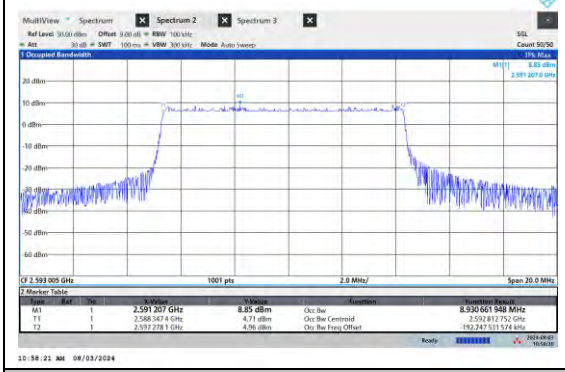 MultiView Spectrum Spectrum 2 Spectrum 3
Ref Level 30.00 dBm Offset 9.00 dB RBW 100 kHz SGL
Att 30 dB SWT 100 ms VBW 300 kHz Mode Auto Sweep Count 50/50
1 Occupied Bandwidth 1Pk Max
M1[1] 8.85 dBm
2.591 207 0 GHz
20 dBm
M1
10 dBm
0 dBm
-10 dBm
-20 dBm
-30 dBm
-40 dBm
-50 dBm
-60 dBm
CF 2.593 005 GHz 1001 pts 2.0 MHz/ Span 20.0 MHz
2 Marker Table
Type Ref Trc X-Value Y-Value Function Function Result
M1 1 2.591 207 GHz 8.85 dBm Occ Bw 8.930 661 948 MHz
T1 1 2.588 347 4 GHz 4.71 dBm Occ Bw Centroid 2.592 812 752 GHz
T2 1 2.597 278 1 GHz 4.96 dBm Occ Bw Freq Offset -192.247 531 574 kHz
Ready 2024-08-03
10:58:20
10:58:21 AM 08/03/2024